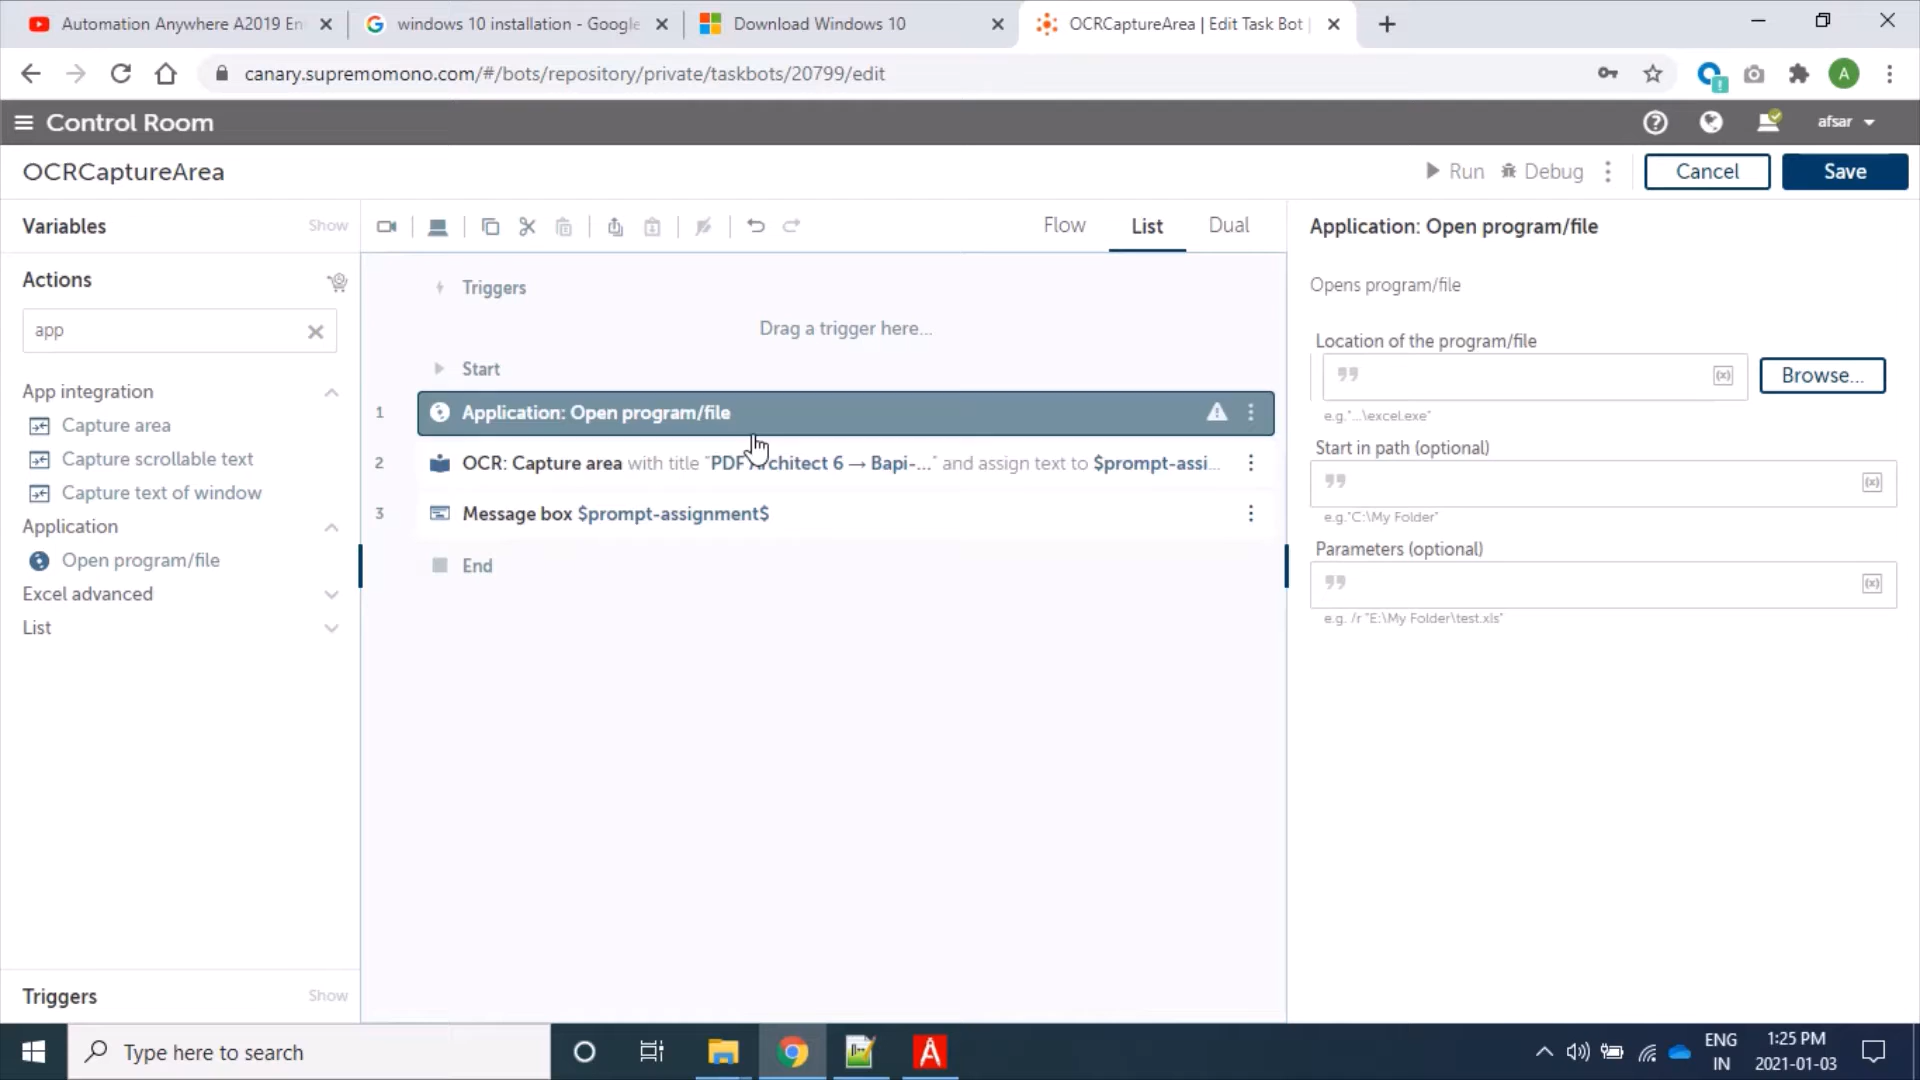 Automation Anywhere A2019 En
windows 10 installation - Google
Download Windows 10
OCRCaptureArea | Edit Task Bot |
canary.supremomono.com/#/bots/repository/private/taskbots/20799/edit
A
Control Room
afsar
OCRCaptureArea
Run
Debug
Cancel
Save
Variables
Show
Flow
List
Dual
Application: Open program/file
Actions
app
Triggers
Drag a trigger here...
Start
1
Application: Open program/file
2
OCR: Capture area with title "PDF Architect 6 → Bapi-..." and assign text to $prompt-assi...
3
Message box $prompt-assignment$
End
App integration
Capture area
Capture scrollable text
Capture text of window
Application
Open program/file
Excel advanced
List
Opens program/file
Location of the program/file
(x)
Browse...
e.g."...\excel.exe"
Start in path (optional)
(x)
e.g."C:\My Folder"
Parameters (optional)
(x)
e.g. /r "E:\My Folder\test.xls"
Triggers
Show
Type here to search
ENG
IN
1:25 PM
2021-01-03